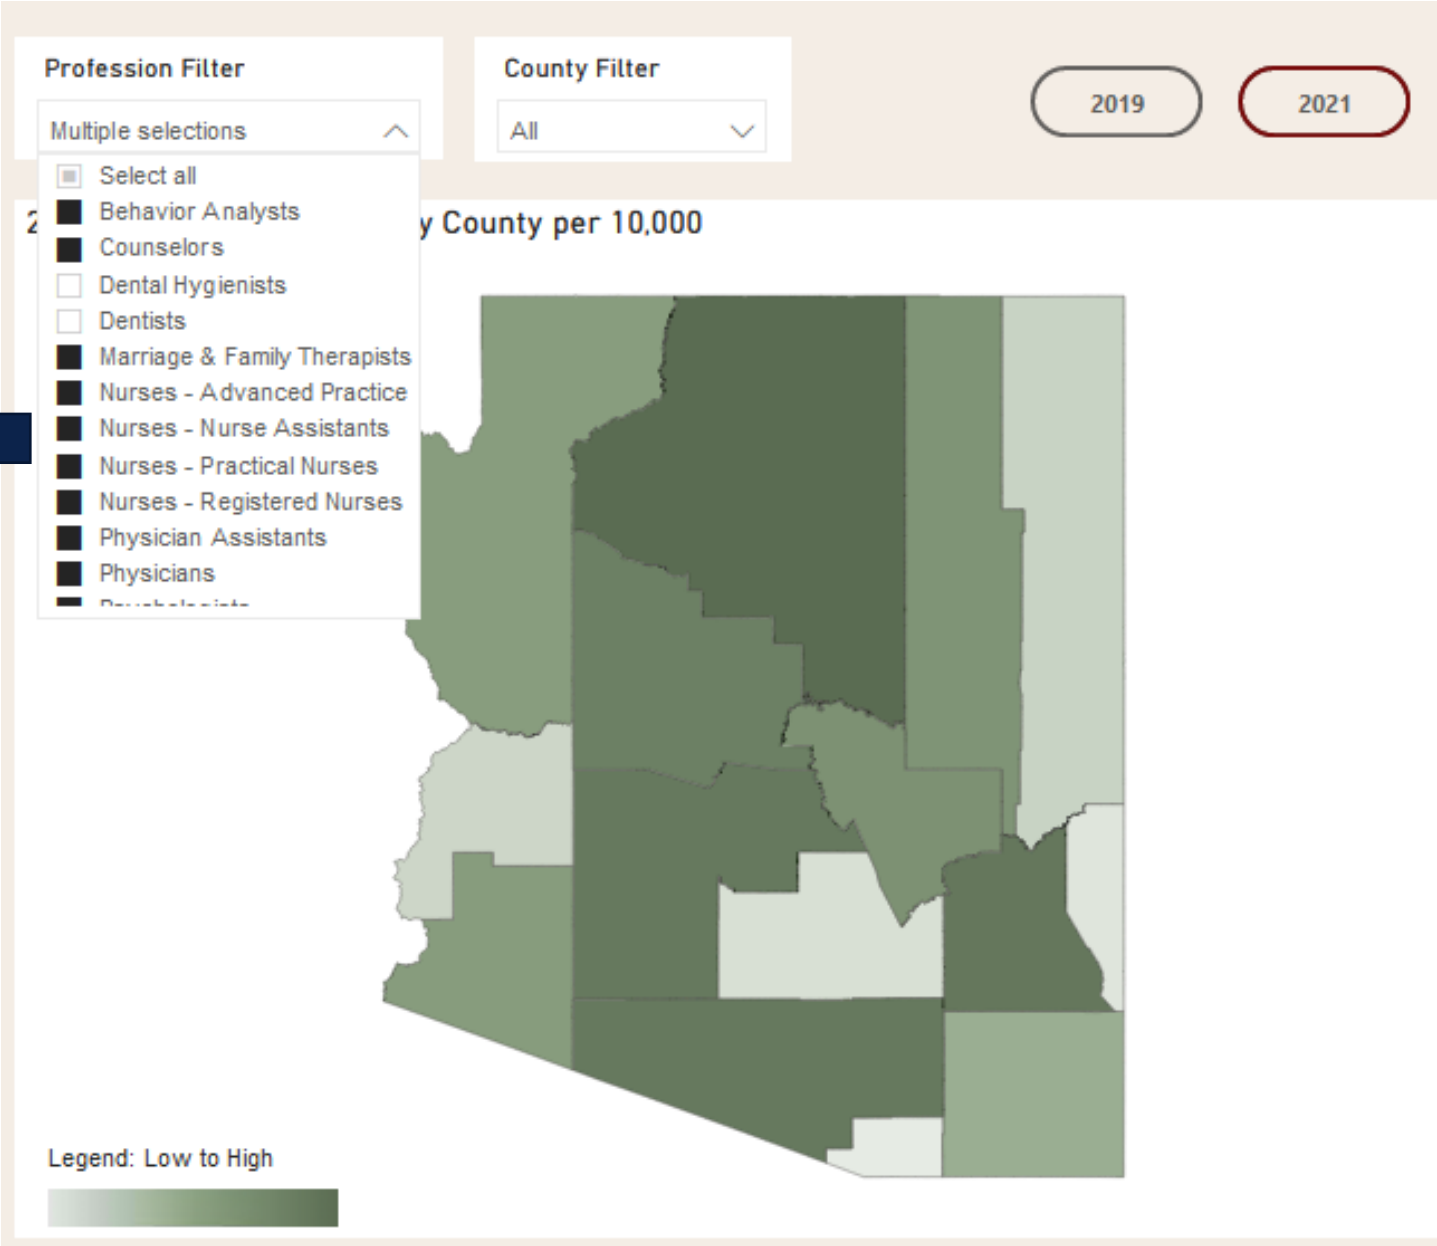 Profession Filter
County Filter
Multiple selections
All
2019
2021
Select all
Behavior Analysts
Counselors
Dental Hygienists
Dentists
Marriage & Family Therapists
Nurses - Advanced Practice
Nurses - Nurse Assistants
Nurses - Practical Nurses
Nurses - Registered Nurses
Physician Assistants
Physicians
y County per 10,000
Legend: Low to High